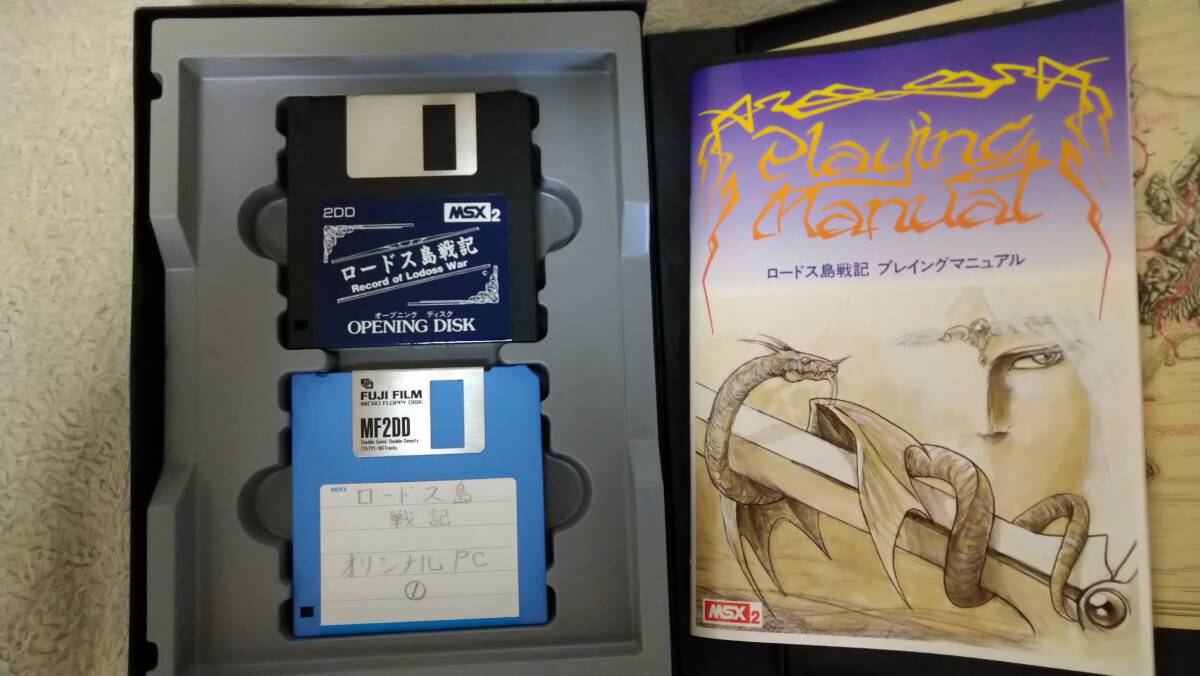 2DD
MSX2
ロードス島戦記
Record of Lodoss War
オープニング ディスク
OPENING DISK
FUJI FILM
MICRO FLOPPY DISK
MF2DD
Double Sided Double Density
135TPI/80Tracks
INDEX
ロードス島
戦記
オリジナルPC
①
Playing
Manual
ロードス島戦記 プレイングマニュアル
MSX2